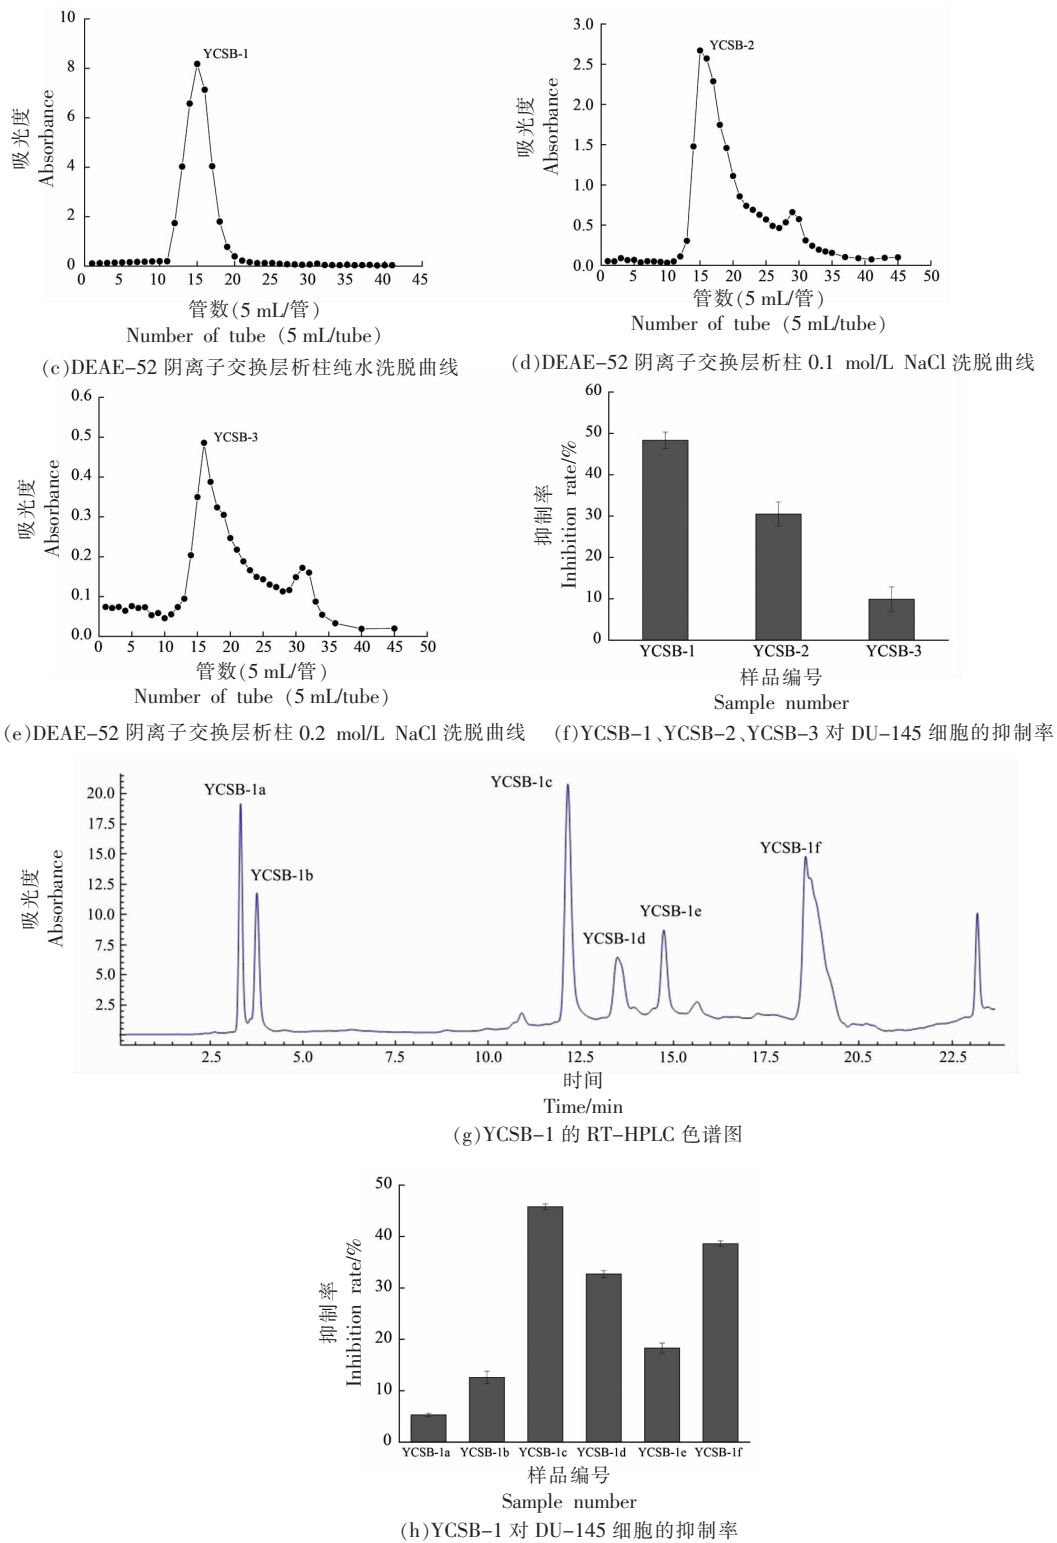 10
8
6
4
2
0
YCSB-1
吸光度
Absorbance
0 5 10 15 20 25 30 35 40 45
管数(5 mL/管)
Number of tube (5 mL/tube)
(c)DEAE-52 阴离子交换层析柱纯水洗脱曲线
3.0
2.5
2.0
1.5
1.0
0.5
0.0
YCSB-2
吸光度
Absorbance
0 5 10 15 20 25 30 35 40 45 50
管数(5 mL/管)
Number of tube (5 mL/tube)
(d)DEAE-52 阴离子交换层析柱 0.1 mol/L NaCl 洗脱曲线
0.6
0.5
0.4
0.3
0.2
0.1
0.0
YCSB-3
吸光度
Absorbance
0 5 10 15 20 25 30 35 40 45 50
管数(5 mL/管)
Number of tube (5 mL/tube)
(e)DEAE-52 阴离子交换层析柱 0.2 mol/L NaCl 洗脱曲线
60
50
40
30
20
10
0
抑制率
Inhibition rate/%
YCSB-1 YCSB-2 YCSB-3
样品编号
Sample number
(f)YCSB-1、YCSB-2、YCSB-3 对 DU-145 细胞的抑制率
20.0
17.5
15.0
12.5
10.0
7.5
5.0
2.5
吸光度
Absorbance
YCSB-1a
YCSB-1b
YCSB-1c
YCSB-1d
YCSB-1e
YCSB-1f
2.5 5.0 7.5 10.0 12.5 15.0 17.5 20.5 22.5
时间
Time/min
(g)YCSB-1 的 RT-HPLC 色谱图
50
40
30
20
10
0
抑制率
Inhibition rate/%
YCSB-1a YCSB-1b YCSB-1c YCSB-1d YCSB-1e YCSB-1f
样品编号
Sample number
(h)YCSB-1 对 DU-145 细胞的抑制率